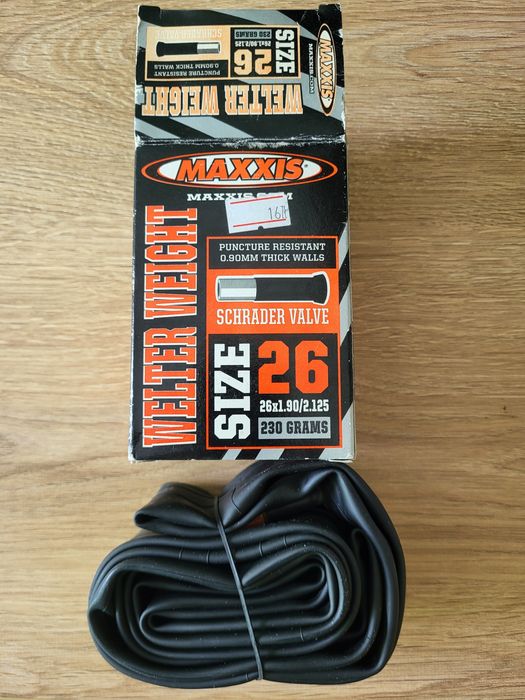 MAXXIS
MAXXIS.COM
WELTER WEIGHT
SIZE
26
26x1.90/2.125
230 GRAMS
SCHRADER VALVE
PUNCTURE RESISTANT
0.90MM THICK WALLS
MAXXIS
WELTER WEIGHT
PUNCTURE RESISTANT
0.90MM THICK WALLS
SCHRADER VALVE
SIZE
26
26x1.90/2.125
230 GRAMS